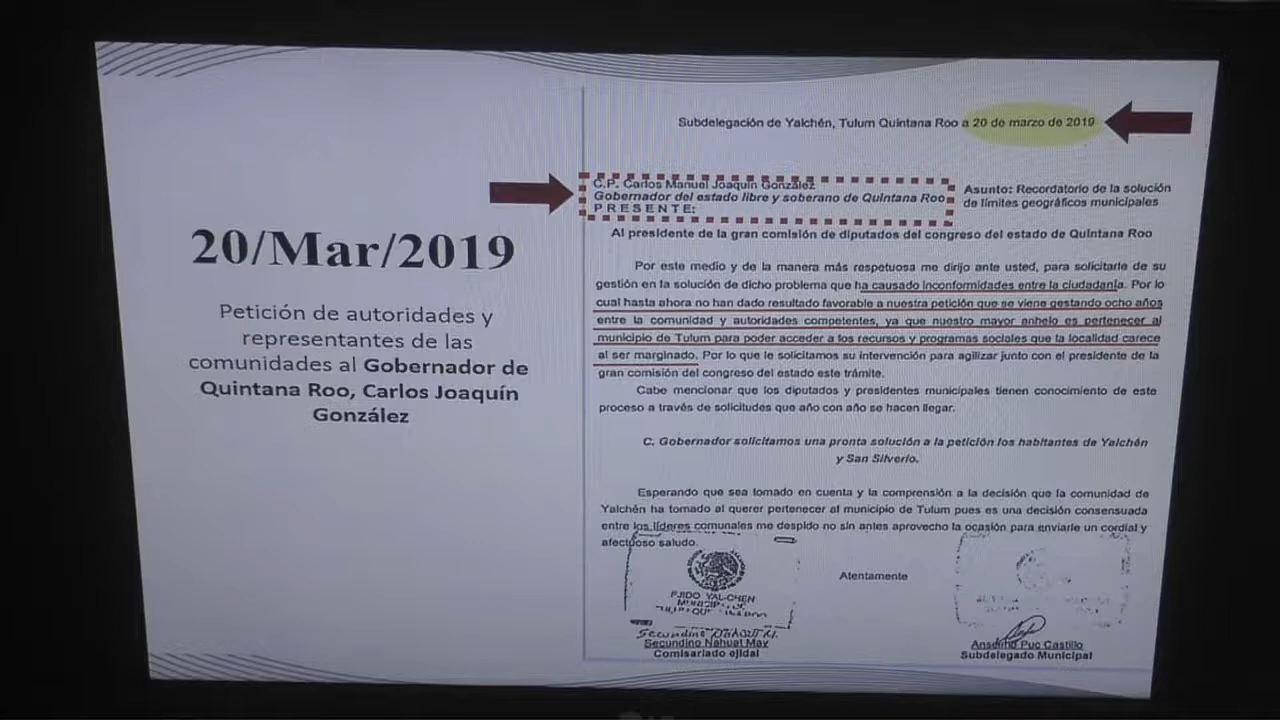 20/Mar/2019
Petición de autoridades y
representantes de las
comunidades al Gobernador de
Quintana Roo, Carlos Joaquín
González
Subdelegación de Yalchén, Tulum Quintana Roo a 20 de marzo de 2019
C.P. Carlos Manuel Joaquín González
Gobernador del estado libre y soberano de Quintana Roo
PRESENTE:
Asunto: Recordatorio de la solución
de límites geográficos municipales
Al presidente de la gran comisión de diputados del congreso del estado de Quintana Roo
Por este medio y de la manera más respetuosa me dirijo ante usted, para solicitarle de su
gestión en la solución de dicho problema que ha causado inconformidades entre la ciudadanía. Por lo
cual hasta ahora no han dado resultado favorable a nuestra petición que se viene gestando ocho años
entre la comunidad y autoridades competentes, ya que nuestro mayor anhelo es pertenecer al
municipio de Tulum para poder acceder a los recursos y programas sociales que la localidad carece
al ser marginado. Por lo que le solicitamos su intervención para agilizar junto con el presidente de la
gran comisión del congreso del estado este trámite.
Cabe mencionar que los diputados y presidentes municipales tienen conocimiento de este
proceso a través de solicitudes que año con año se hacen llegar.
C. Gobernador solicitamos una pronta solución a la petición los habitantes de Yalchén
y San Silverio.
Esperando que sea tomado en cuenta y la comprensión a la decisión que la comunidad de
Yalchén ha tomado al querer pertenecer al municipio de Tulum pues es una decisión consensuada
entre los líderes comunales me despido no sin antes aprovecho la ocasión para enviarle un cordial y
afectuoso saludo.
Atentamente
EJIDO YAL-CHEN
Secundino Nahuat May
Comisariado ejidal
Anselmo Puc Castillo
Subdelegado Municipal